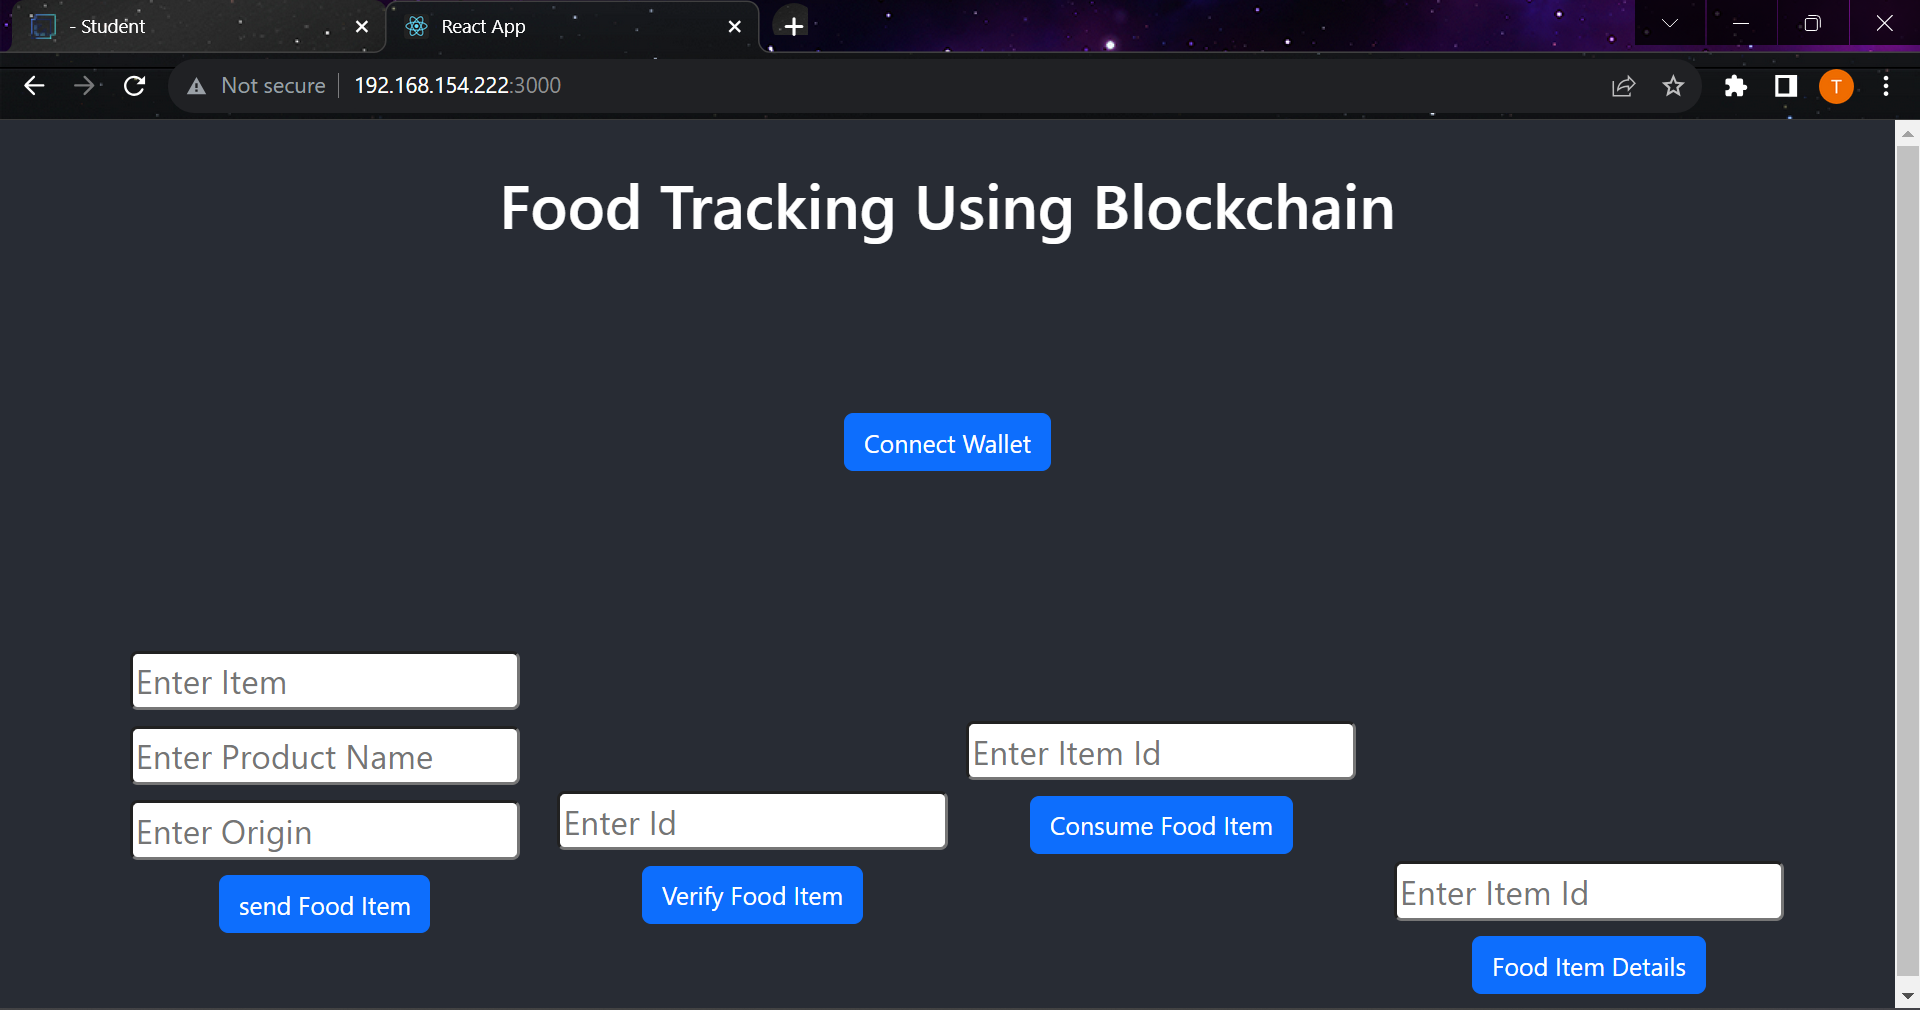 - Student
React App
Not secure
192.168.154.222:3000
T
Food Tracking Using Blockchain
Connect Wallet
Enter Item
Enter Product Name
Enter Origin
send Food Item
Enter Id
Verify Food Item
Enter Item Id
Consume Food Item
Enter Item Id
Food Item Details